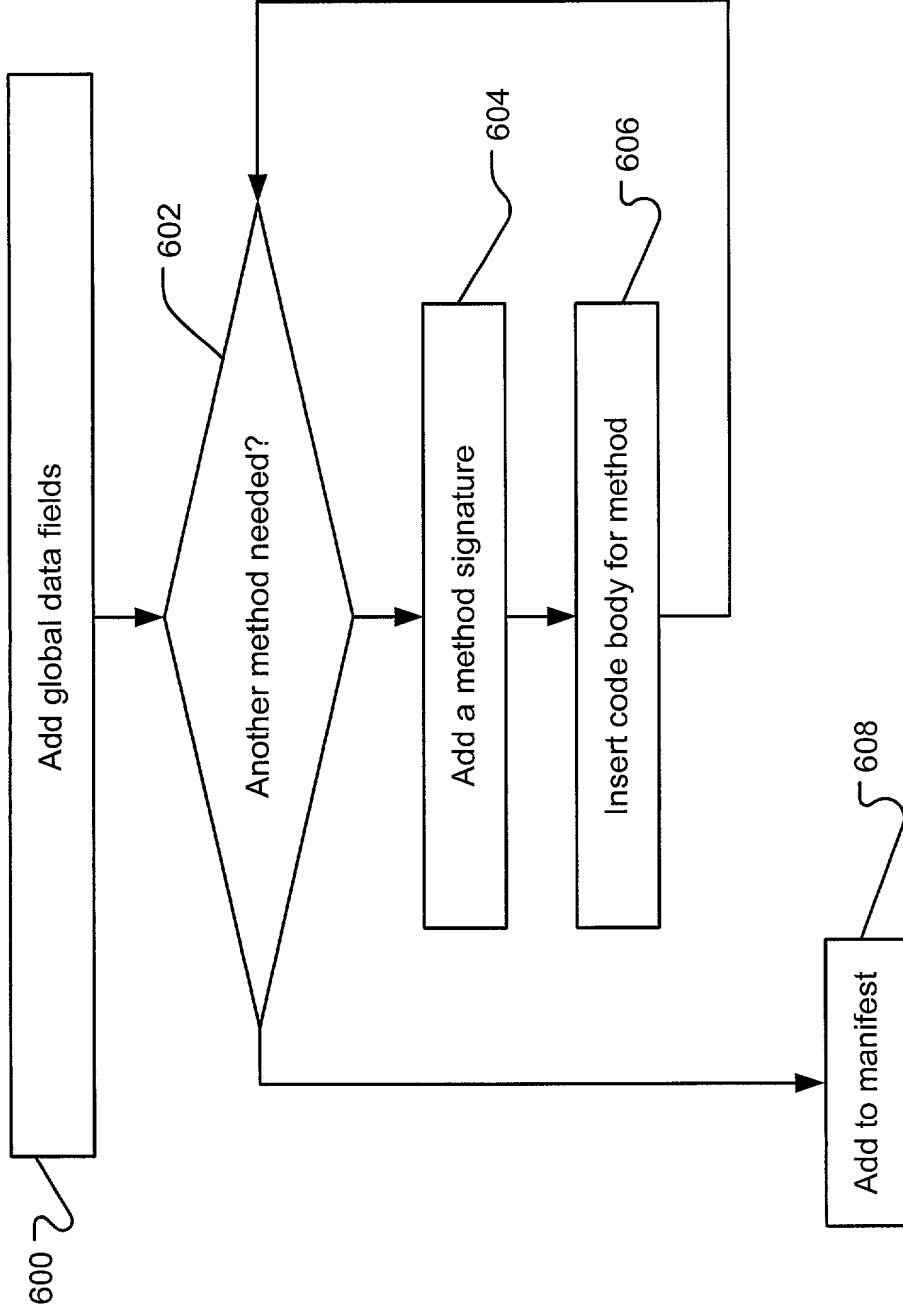 600
Add global data fields
602
Another method needed?
604
Add a method signature
606
Insert code body for method
608
Add to manifest